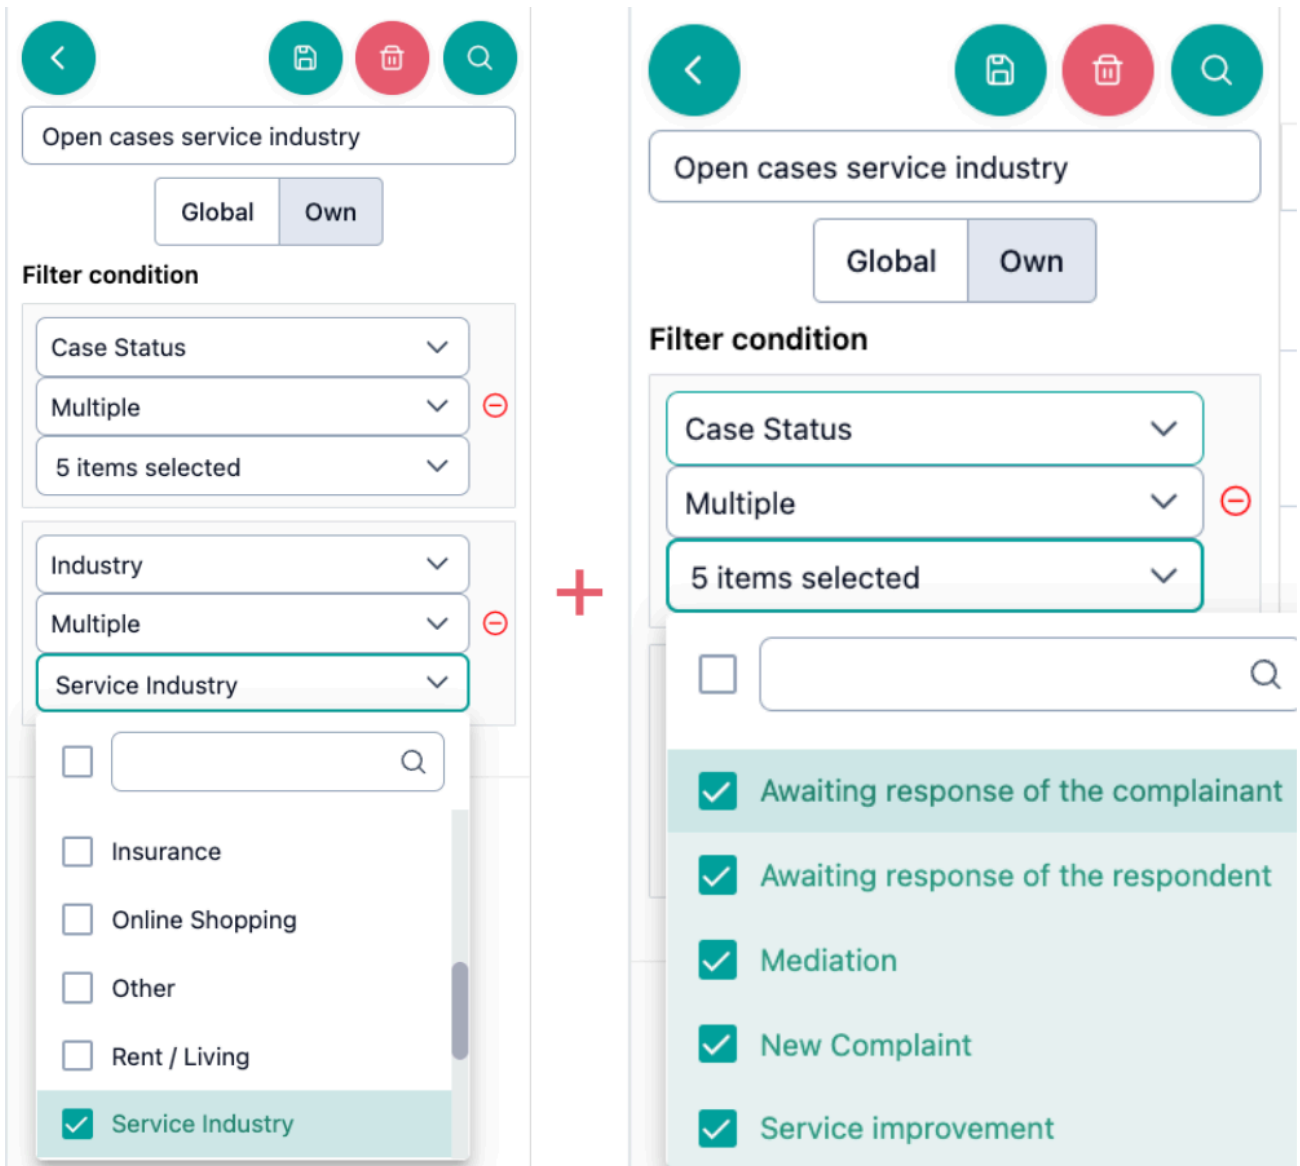 Open cases service industry
Global Own
Filter condition
Case Status
Multiple
5 items selected
Industry
Multiple
Service Industry
Insurance
Online Shopping
Other
Rent / Living
Service Industry
+
Open cases service industry
Global Own
Filter condition
Case Status
Multiple
5 items selected
Awaiting response of the complainant
Awaiting response of the respondent
Mediation
New Complaint
Service improvement